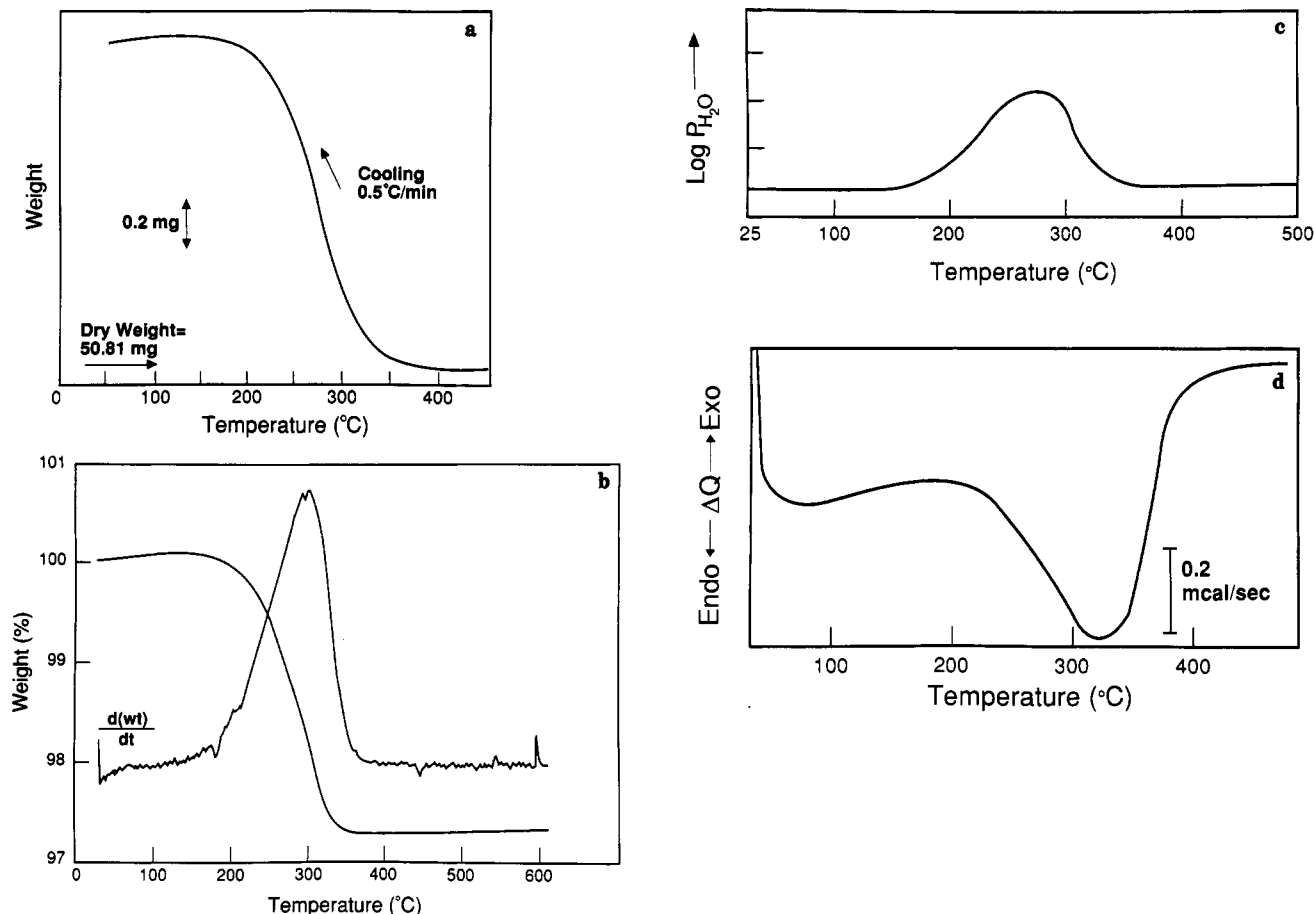 a
Weight
Cooling
0.5°C/min
0.2 mg
Dry Weight=
50.81 mg
0 100 200 300 400
Temperature (°C)
b
101
100
99
98
97
Weight (%)
d(wt)
dt
0 100 200 300 400 500 600
Temperature (°C)
c
Log P_H₂O
25 100 200 300 400 500
Temperature (°C)
d
Endo ← ΔQ → Exo
0.2
mcal/sec
100 200 300 400
Temperature (°C)